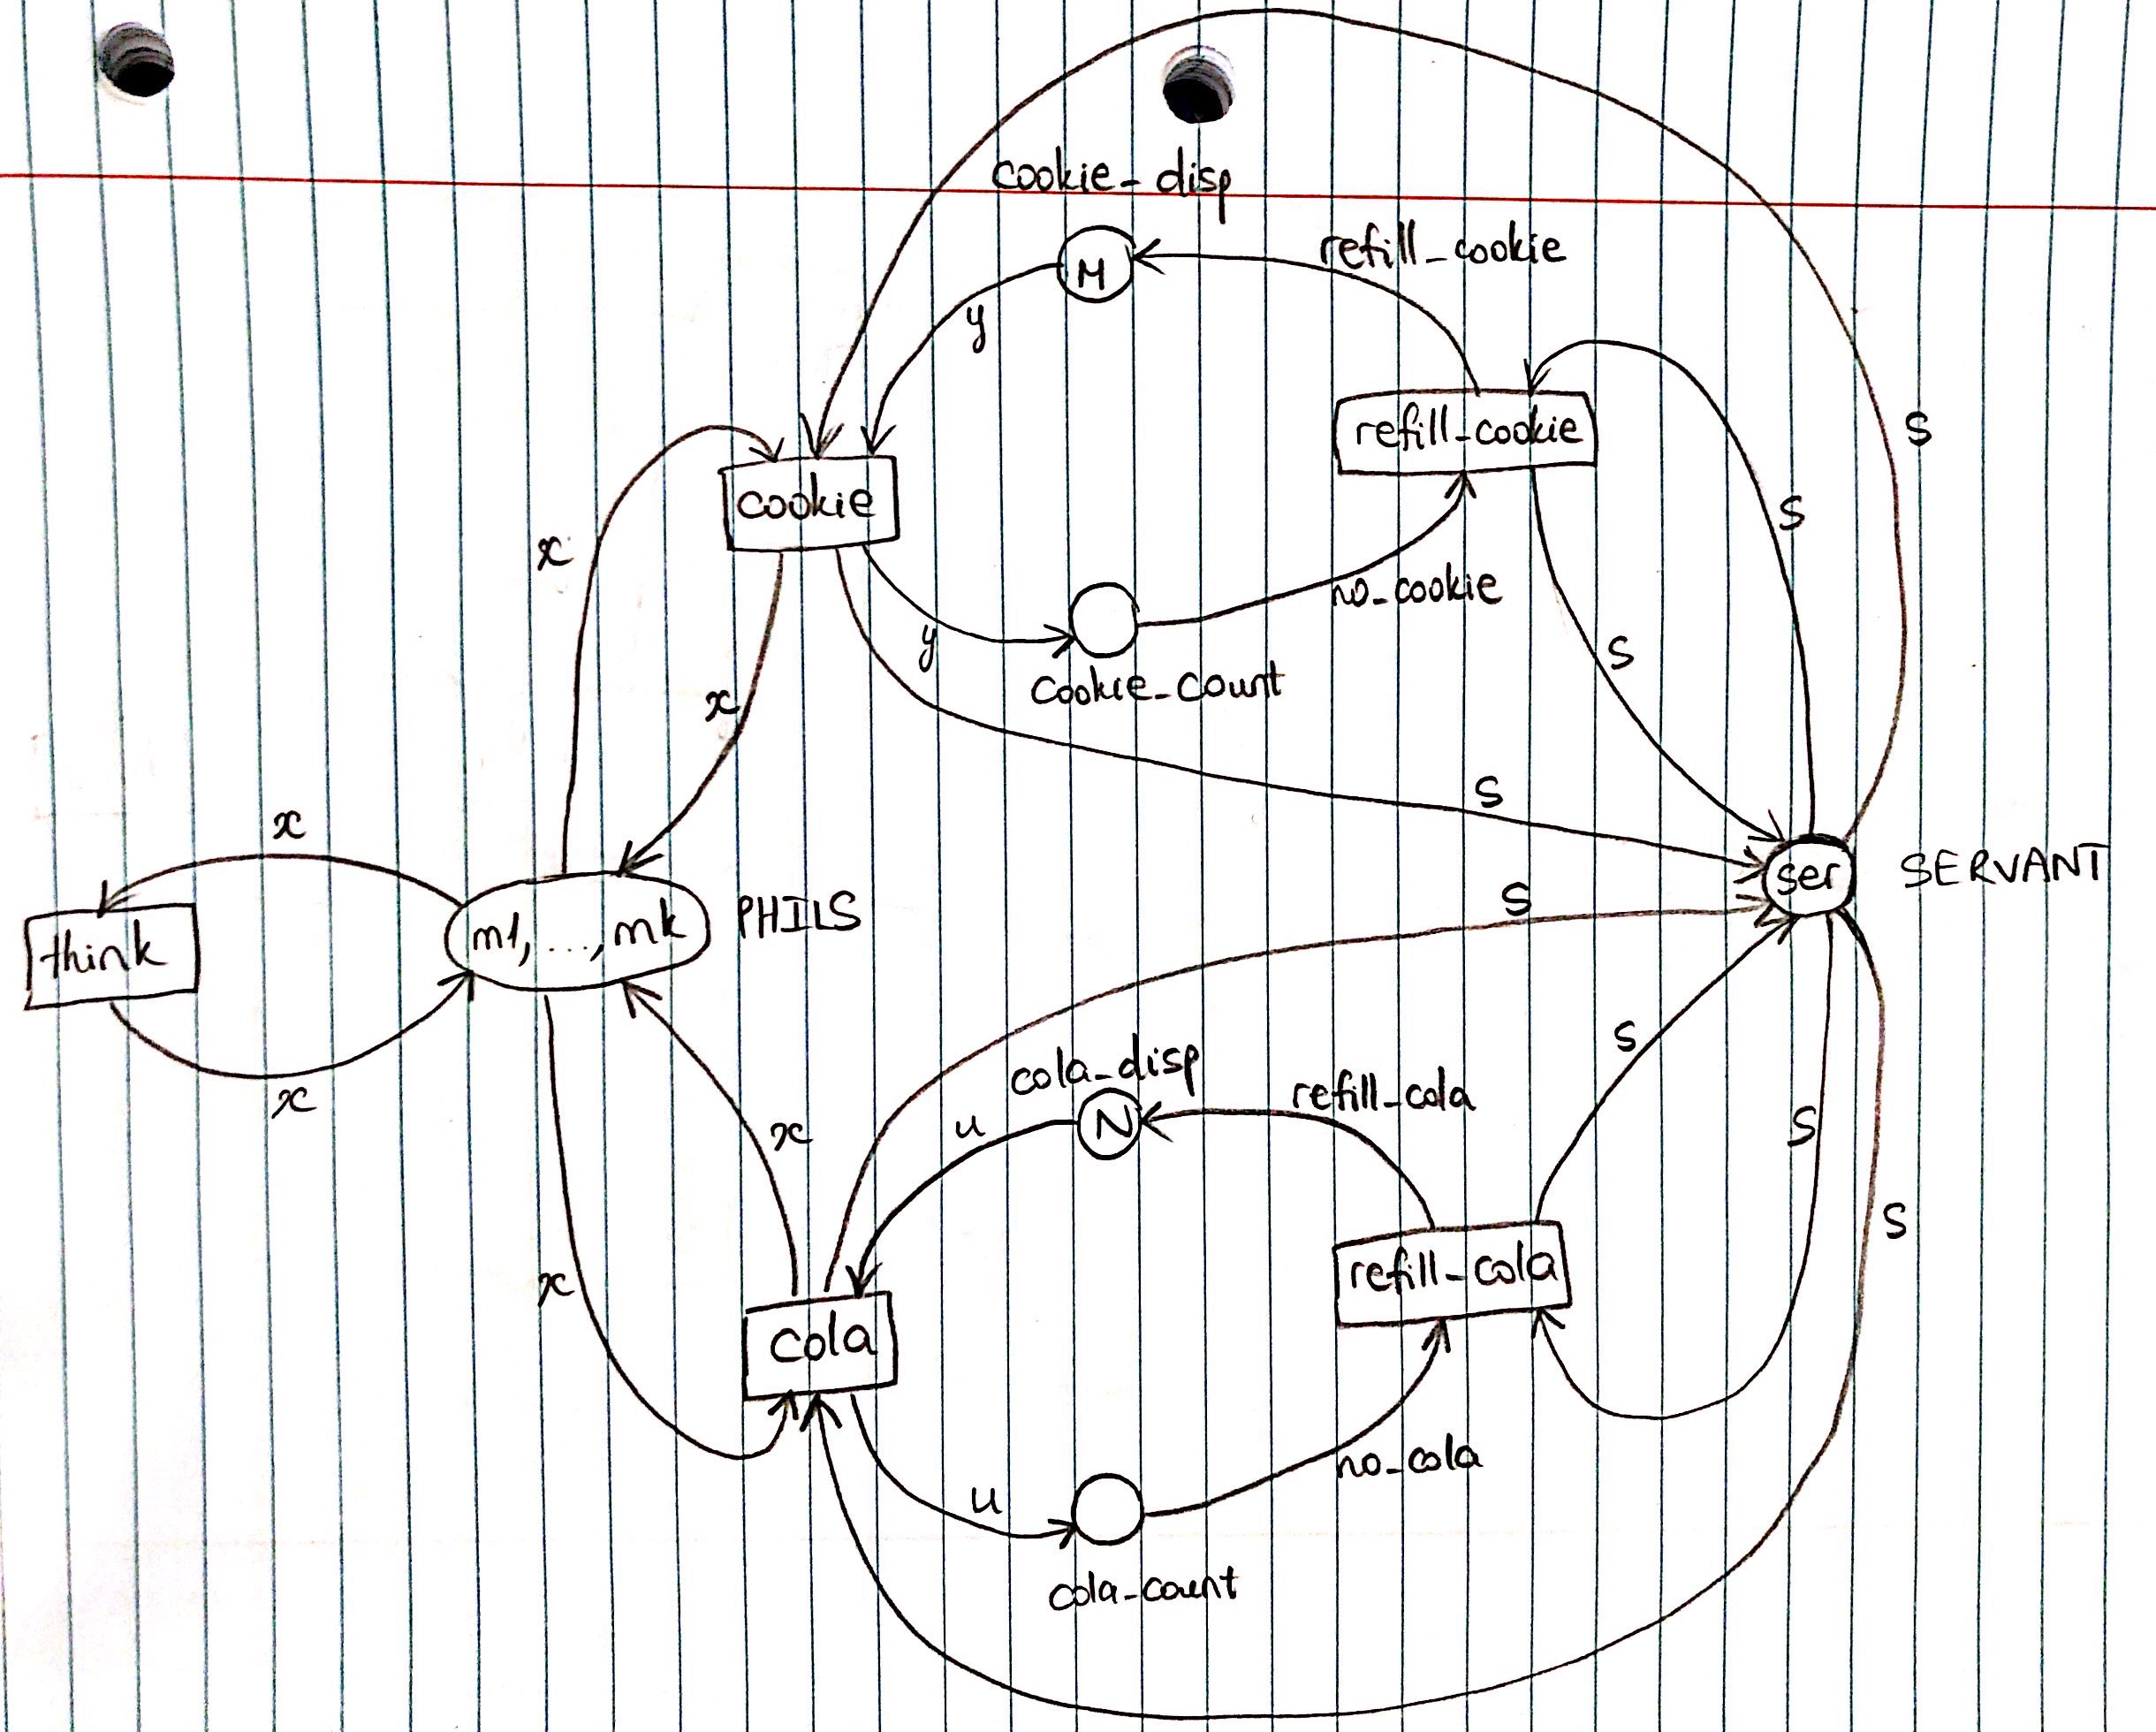 cookie_disp
refill_cookie
M
y
refill_cookie
S
cookie
S
x
no_cookie
y
S
cookie_count
x
S
x
ser SERVANT
S
m1, ..., mk PHILS
think
S
cola_disp
refill_cola
x
N
u
x
S
S
refill_cola
x
cola
no_cola
u
cola_count